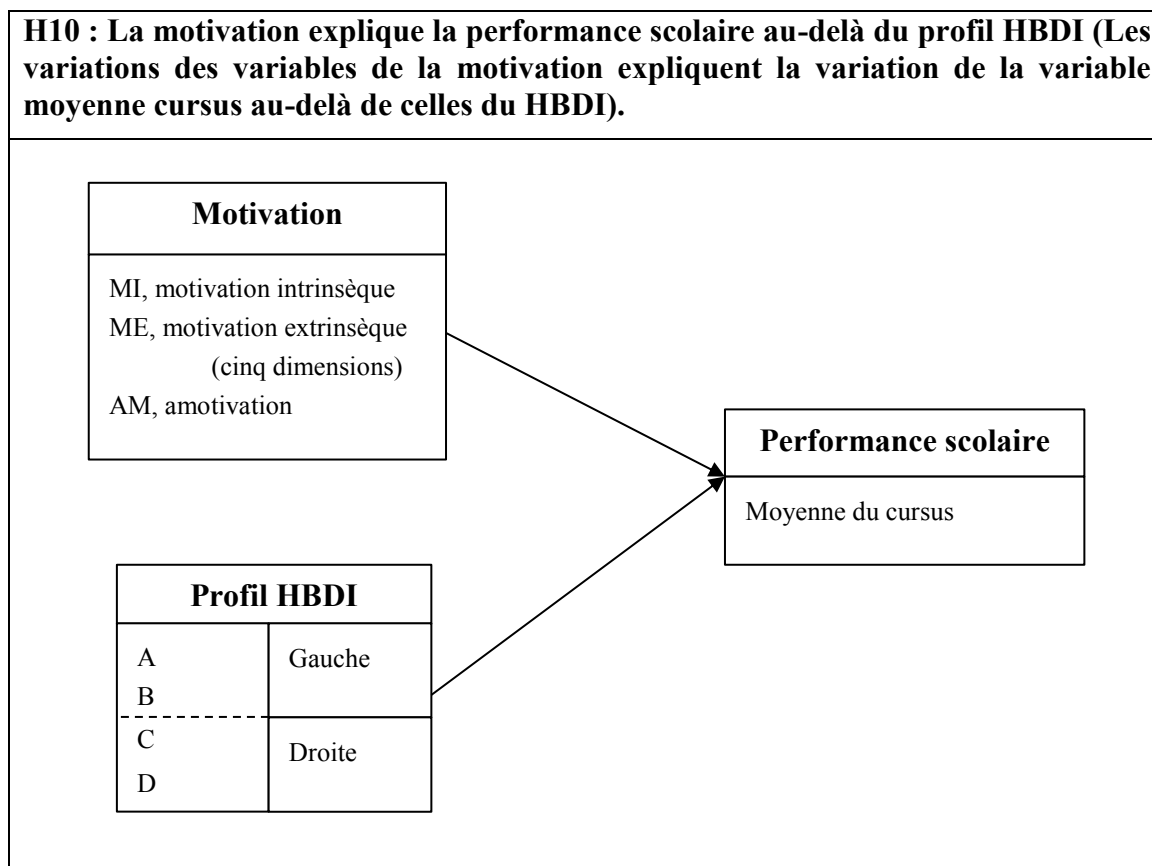 H10 : La motivation explique la performance scolaire au-delà du profil HBDI (Les
variations des variables de la motivation expliquent la variation de la variable
moyenne cursus au-delà de celles du HBDI).
Motivation
MI, motivation intrinsèque
ME, motivation extrinsèque
(cinq dimensions)
AM, amotivation
Performance scolaire
Moyenne du cursus
Profil HBDI
A
B
Gauche
C
D
Droite